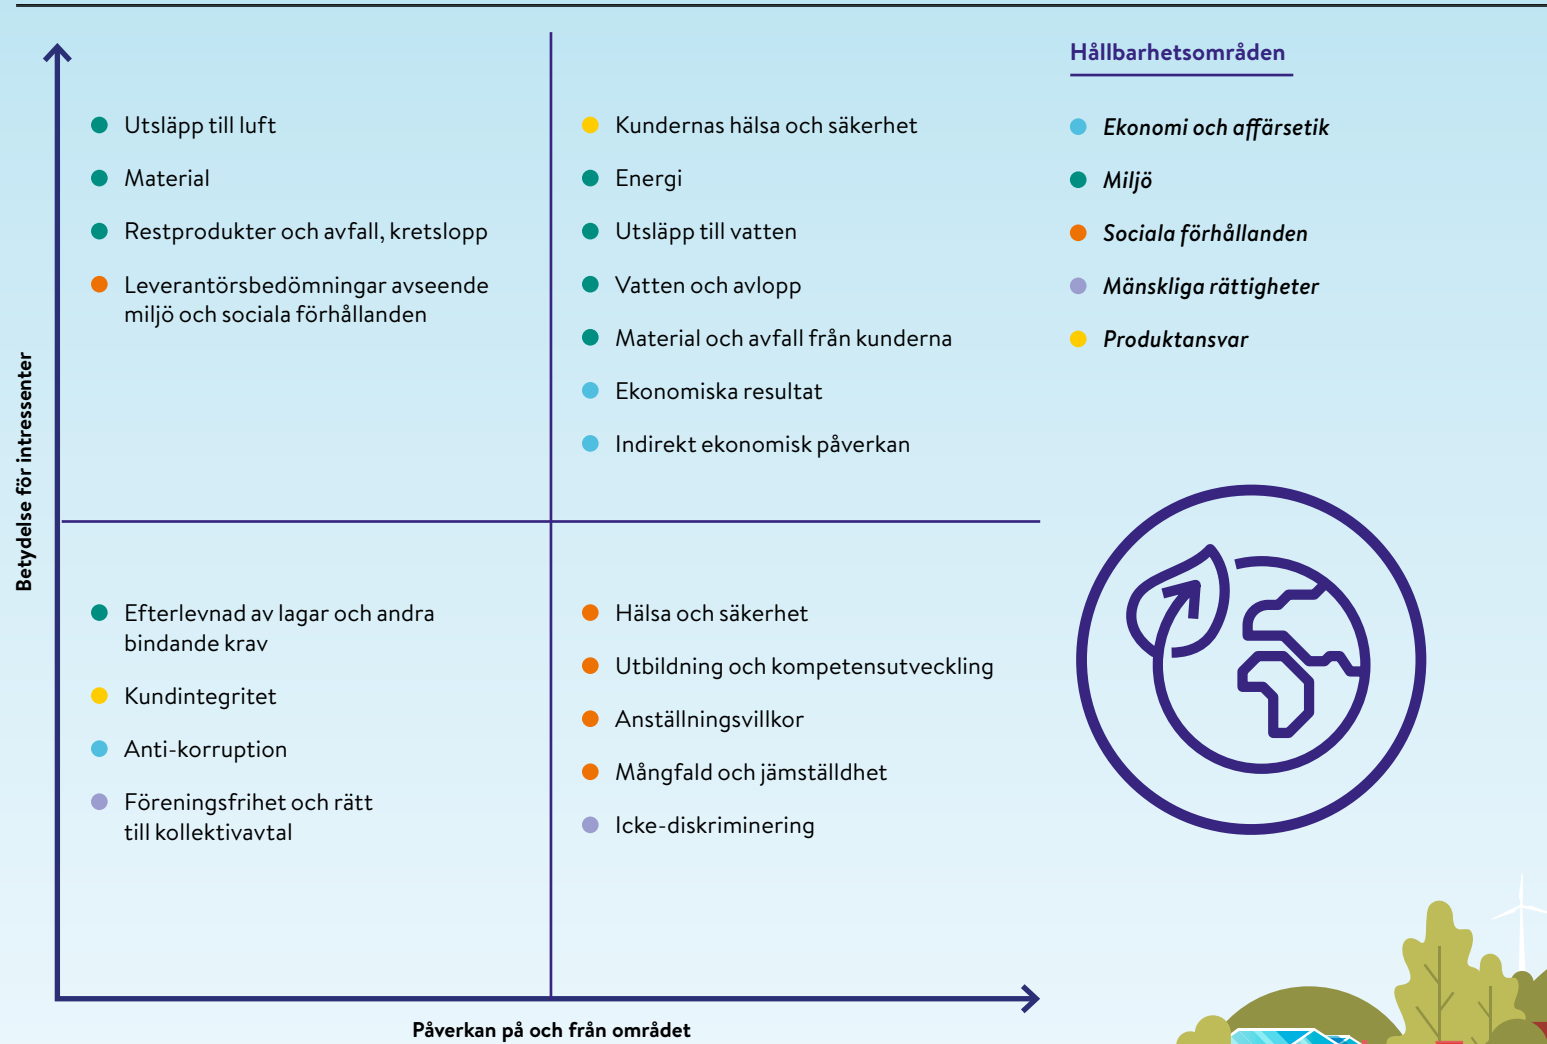 Utsläpp till luft
Material
Restprodukter och avfall, kretslopp
Leverantörsbedömningar avseende
miljö och sociala förhållanden
Kundernas hälsa och säkerhet
Energi
Utsläpp till vatten
Vatten och avlopp
Material och avfall från kunderna
Ekonomiska resultat
Indirekt ekonomisk påverkan
Hållbarhetsområden
Ekonomi och affärsetik
Miljö
Sociala förhållanden
Mänskliga rättigheter
Produktansvar
Betydelse för intressenter
Efterlevnad av lagar och andra
bindande krav
Kundintegritet
Anti-korruption
Föreningsfrihet och rätt
till kollektivavtal
Hälsa och säkerhet
Utbildning och kompetensutveckling
Anställningsvillkor
Mångfald och jämställdhet
Icke-diskriminering
Påverkan på och från området